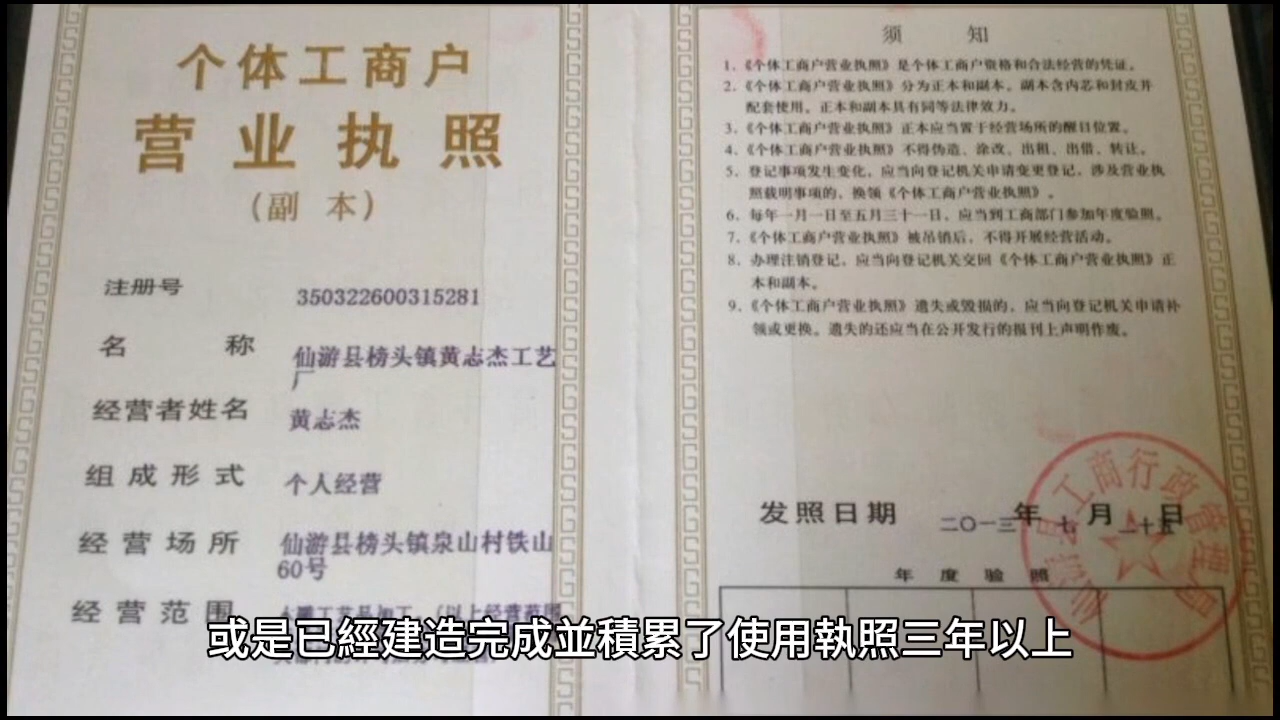 个体工商户
营业执照
(副 本)
注册号 350322600315281
名 称 仙游县榜头镇黄志杰工艺
厂
经营者姓名 黄志杰
组成形式 个人经营
经营场所 仙游县榜头镇泉山村铁山
60号
经营范围
须 知
1.《个体工商户营业执照》是个体工商户资格和合法经营的凭证。
2.《个体工商户营业执照》分为正本和副本。副本含内芯和封皮并
配套使用。正本和副本具有同等法律效力。
3.《个体工商户营业执照》正本应当置于经营场所的醒目位置。
4.《个体工商户营业执照》不得伪造、涂改、出租、出借、转让。
5.登记事项发生变化，应当向登记机关申请变更登记，涉及营业执
照载明事项的，换领《个体工商户营业执照》。
6.每年一月一日至五月三十一日，应当到工商部门参加年度验照。
7.《个体工商户营业执照》被吊销后，不得开展经营活动。
8.办理注销登记，应当向登记机关交回《个体工商户营业执照》正
本和副本。
9.《个体工商户营业执照》遗失或毁损的，应当向登记机关申请补
领或更换。遗失的还应当在公开发行的报刊上声明作废。
发照日期 二〇一三年七月二十五日
仙游县工商行政管理局
年度验照
或是已經建造完成並積累了使用執照三年以上